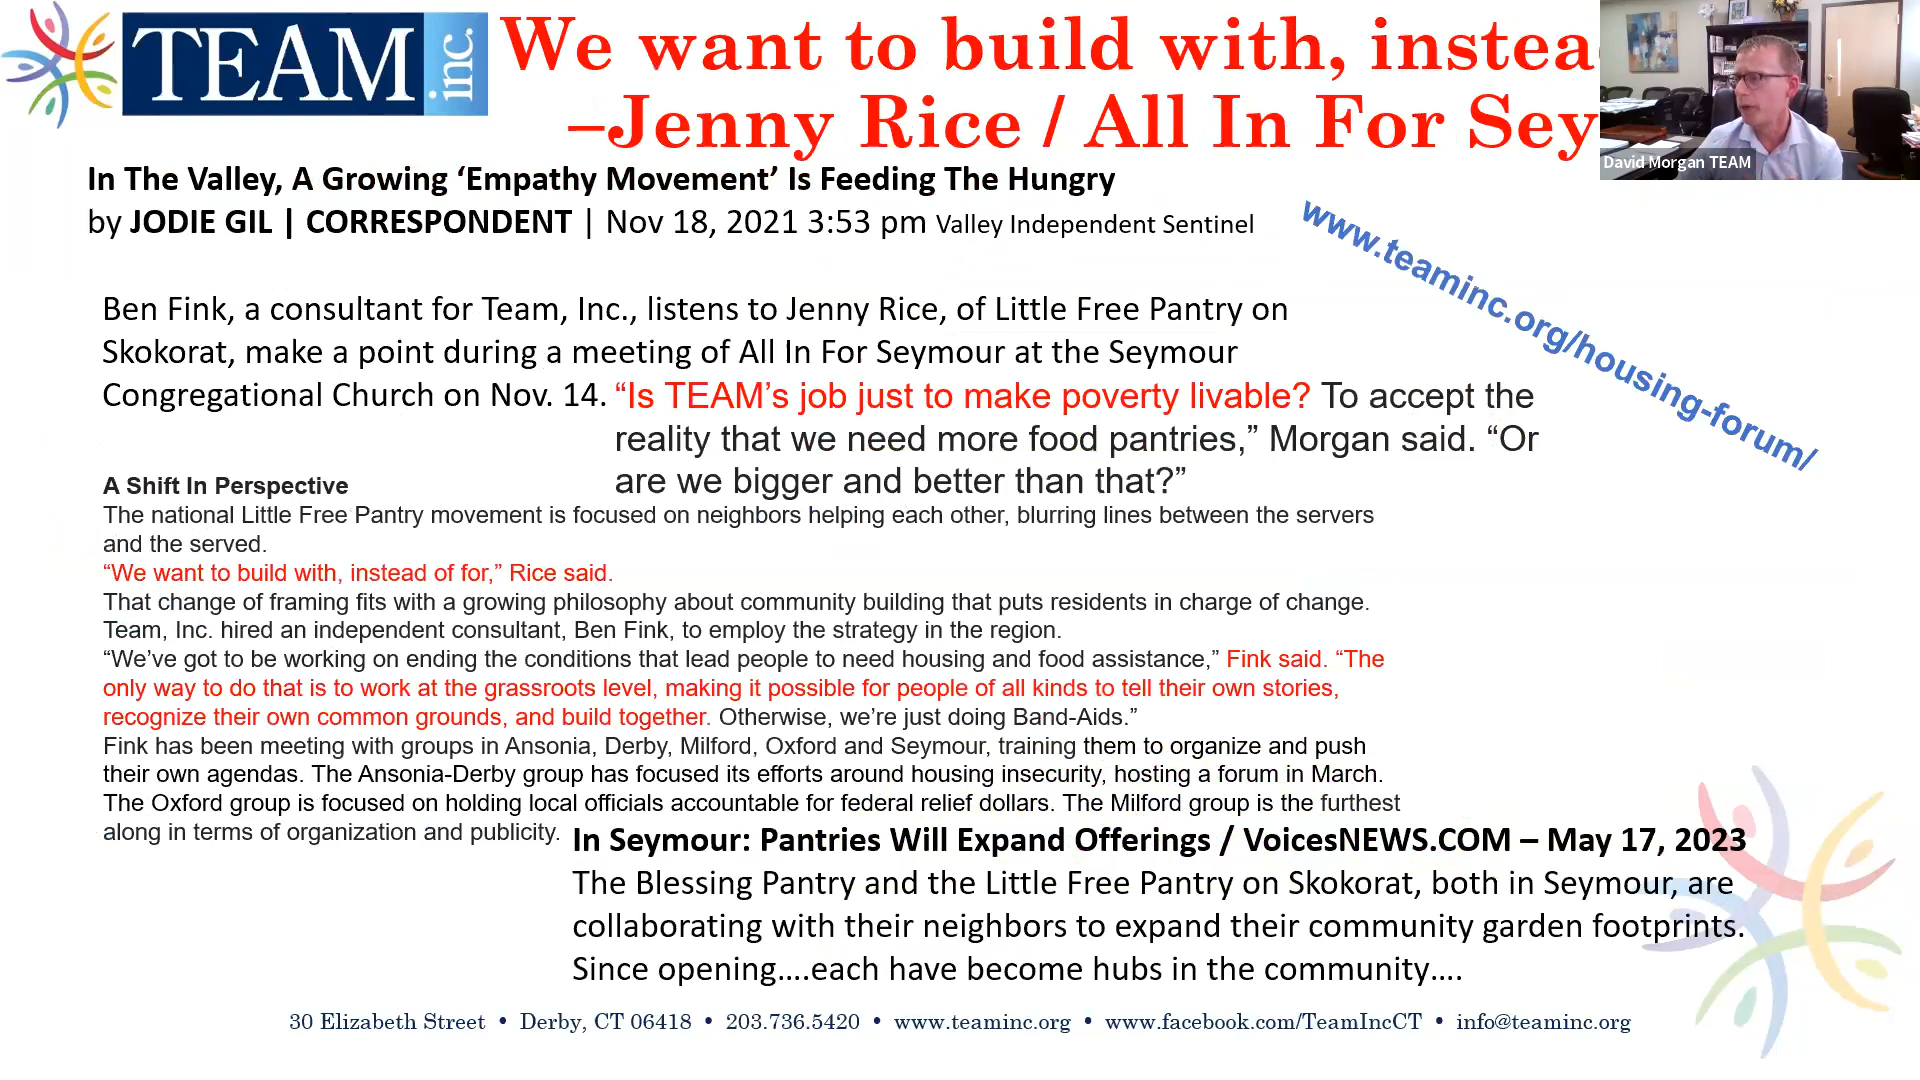 TEAM inc.
We want to build with, instea
–Jenny Rice / All In For Sey
David Morgan TEAM
In The Valley, A Growing ‘Empathy Movement’ Is Feeding The Hungry
by JODIE GIL | CORRESPONDENT | Nov 18, 2021 3:53 pm Valley Independent Sentinel
www.teaminc.org/housing-forum/
Ben Fink, a consultant for Team, Inc., listens to Jenny Rice, of Little Free Pantry on
Skokorat, make a point during a meeting of All In For Seymour at the Seymour
Congregational Church on Nov. 14.
“Is TEAM’s job just to make poverty livable? To accept the
reality that we need more food pantries,” Morgan said. “Or
are we bigger and better than that?”
A Shift In Perspective
The national Little Free Pantry movement is focused on neighbors helping each other, blurring lines between the servers
and the served.
“We want to build with, instead of for,” Rice said.
That change of framing fits with a growing philosophy about community building that puts residents in charge of change.
Team, Inc. hired an independent consultant, Ben Fink, to employ the strategy in the region.
“We’ve got to be working on ending the conditions that lead people to need housing and food assistance,” Fink said. “The
only way to do that is to work at the grassroots level, making it possible for people of all kinds to tell their own stories,
recognize their own common grounds, and build together. Otherwise, we’re just doing Band-Aids.”
Fink has been meeting with groups in Ansonia, Derby, Milford, Oxford and Seymour, training them to organize and push
their own agendas. The Ansonia-Derby group has focused its efforts around housing insecurity, hosting a forum in March.
The Oxford group is focused on holding local officials accountable for federal relief dollars. The Milford group is the furthest
along in terms of organization and publicity.
In Seymour: Pantries Will Expand Offerings / VoicesNEWS.COM – May 17, 2023
The Blessing Pantry and the Little Free Pantry on Skokorat, both in Seymour, are
collaborating with their neighbors to expand their community garden footprints.
Since opening….each have become hubs in the community….
30 Elizabeth Street • Derby, CT 06418 • 203.736.5420 • www.teaminc.org • www.facebook.com/TeamIncCT • info@teaminc.org